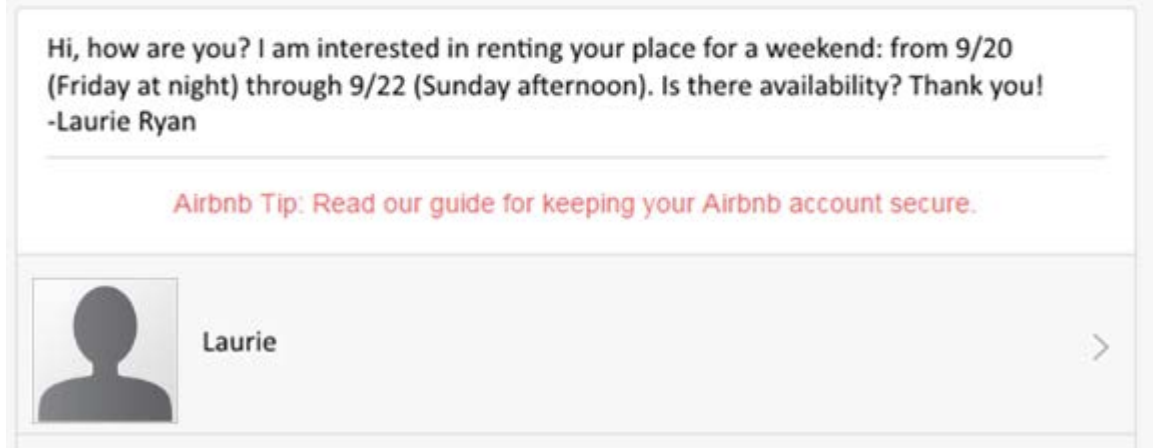 Hi, how are you? I am interested in renting your place for a weekend: from 9/20
(Friday at night) through 9/22 (Sunday afternoon). Is there availability? Thank you!
-Laurie Ryan
Airbnb Tip: Read our guide for keeping your Airbnb account secure.
Laurie